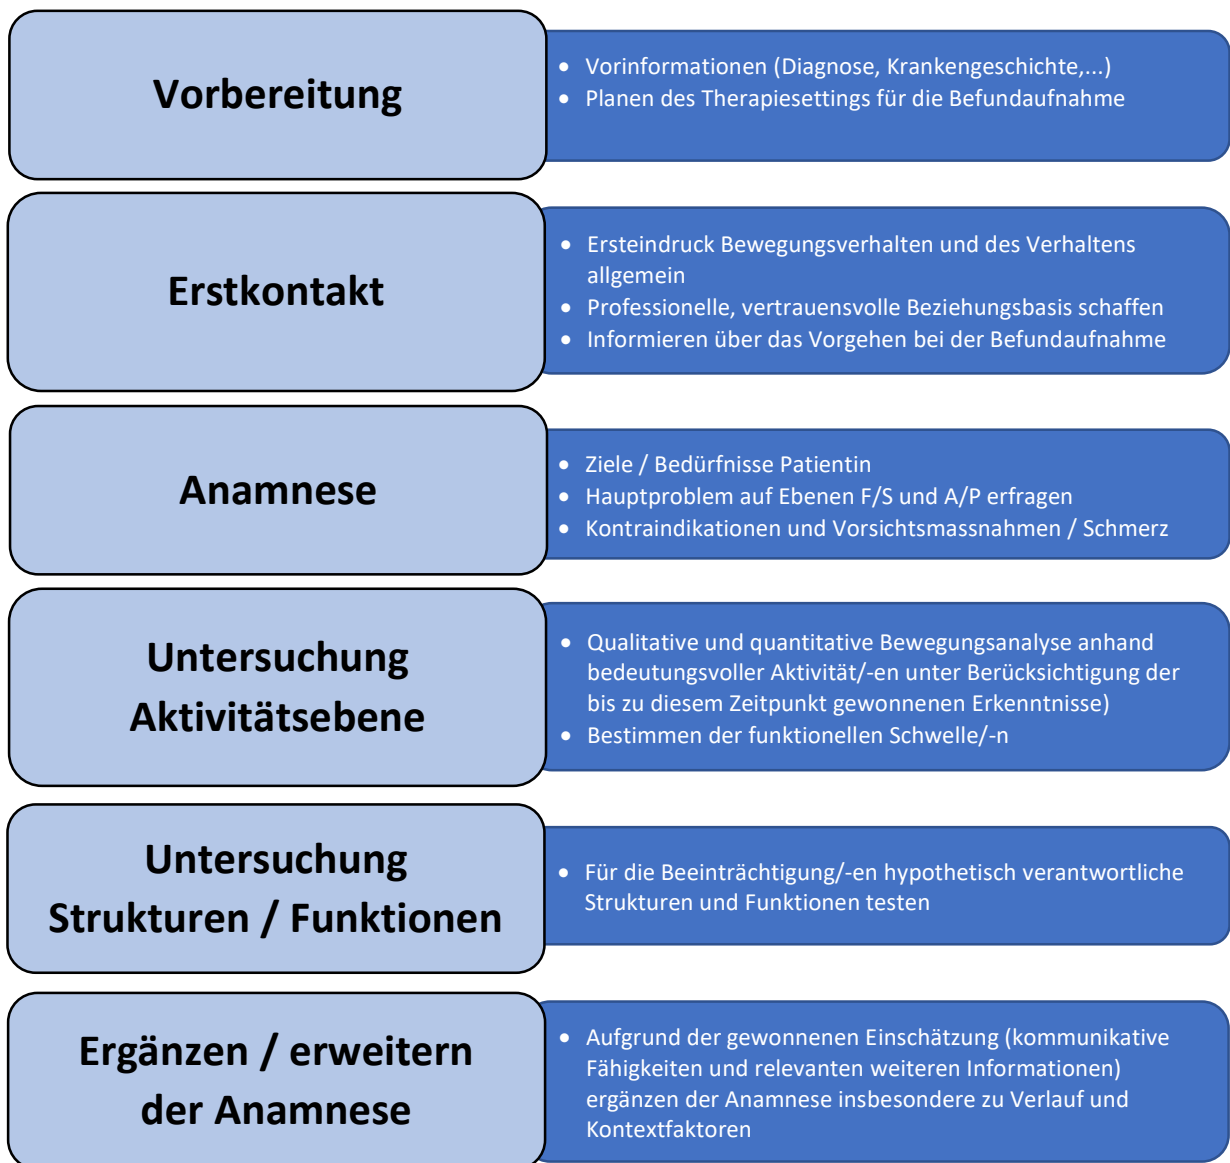 Vorbereitung
• Vorinformationen (Diagnose, Krankengeschichte,...)
• Planen des Therapiesettings für die Befundaufnahme
Erstkontakt
• Ersteindruck Bewegungsverhalten und des Verhaltens
allgemein
• Professionelle, vertrauensvolle Beziehungsbasis schaffen
• Informieren über das Vorgehen bei der Befundaufnahme
Anamnese
• Ziele / Bedürfnisse Patientin
• Hauptproblem auf Ebenen F/S und A/P erfragen
• Kontraindikationen und Vorsichtsmassnahmen / Schmerz
Untersuchung
Aktivitätsebene
• Qualitative und quantitative Bewegungsanalyse anhand
bedeutungsvoller Aktivität/-en unter Berücksichtigung der
bis zu diesem Zeitpunkt gewonnenen Erkenntnisse)
• Bestimmen der funktionellen Schwelle/-n
Untersuchung
Strukturen / Funktionen
• Für die Beeinträchtigung/-en hypothetisch verantwortliche
Strukturen und Funktionen testen
Ergänzen / erweitern
der Anamnese
• Aufgrund der gewonnenen Einschätzung (kommunikative
Fähigkeiten und relevanten weiteren Informationen)
ergänzen der Anamnese insbesondere zu Verlauf und
Kontextfaktoren